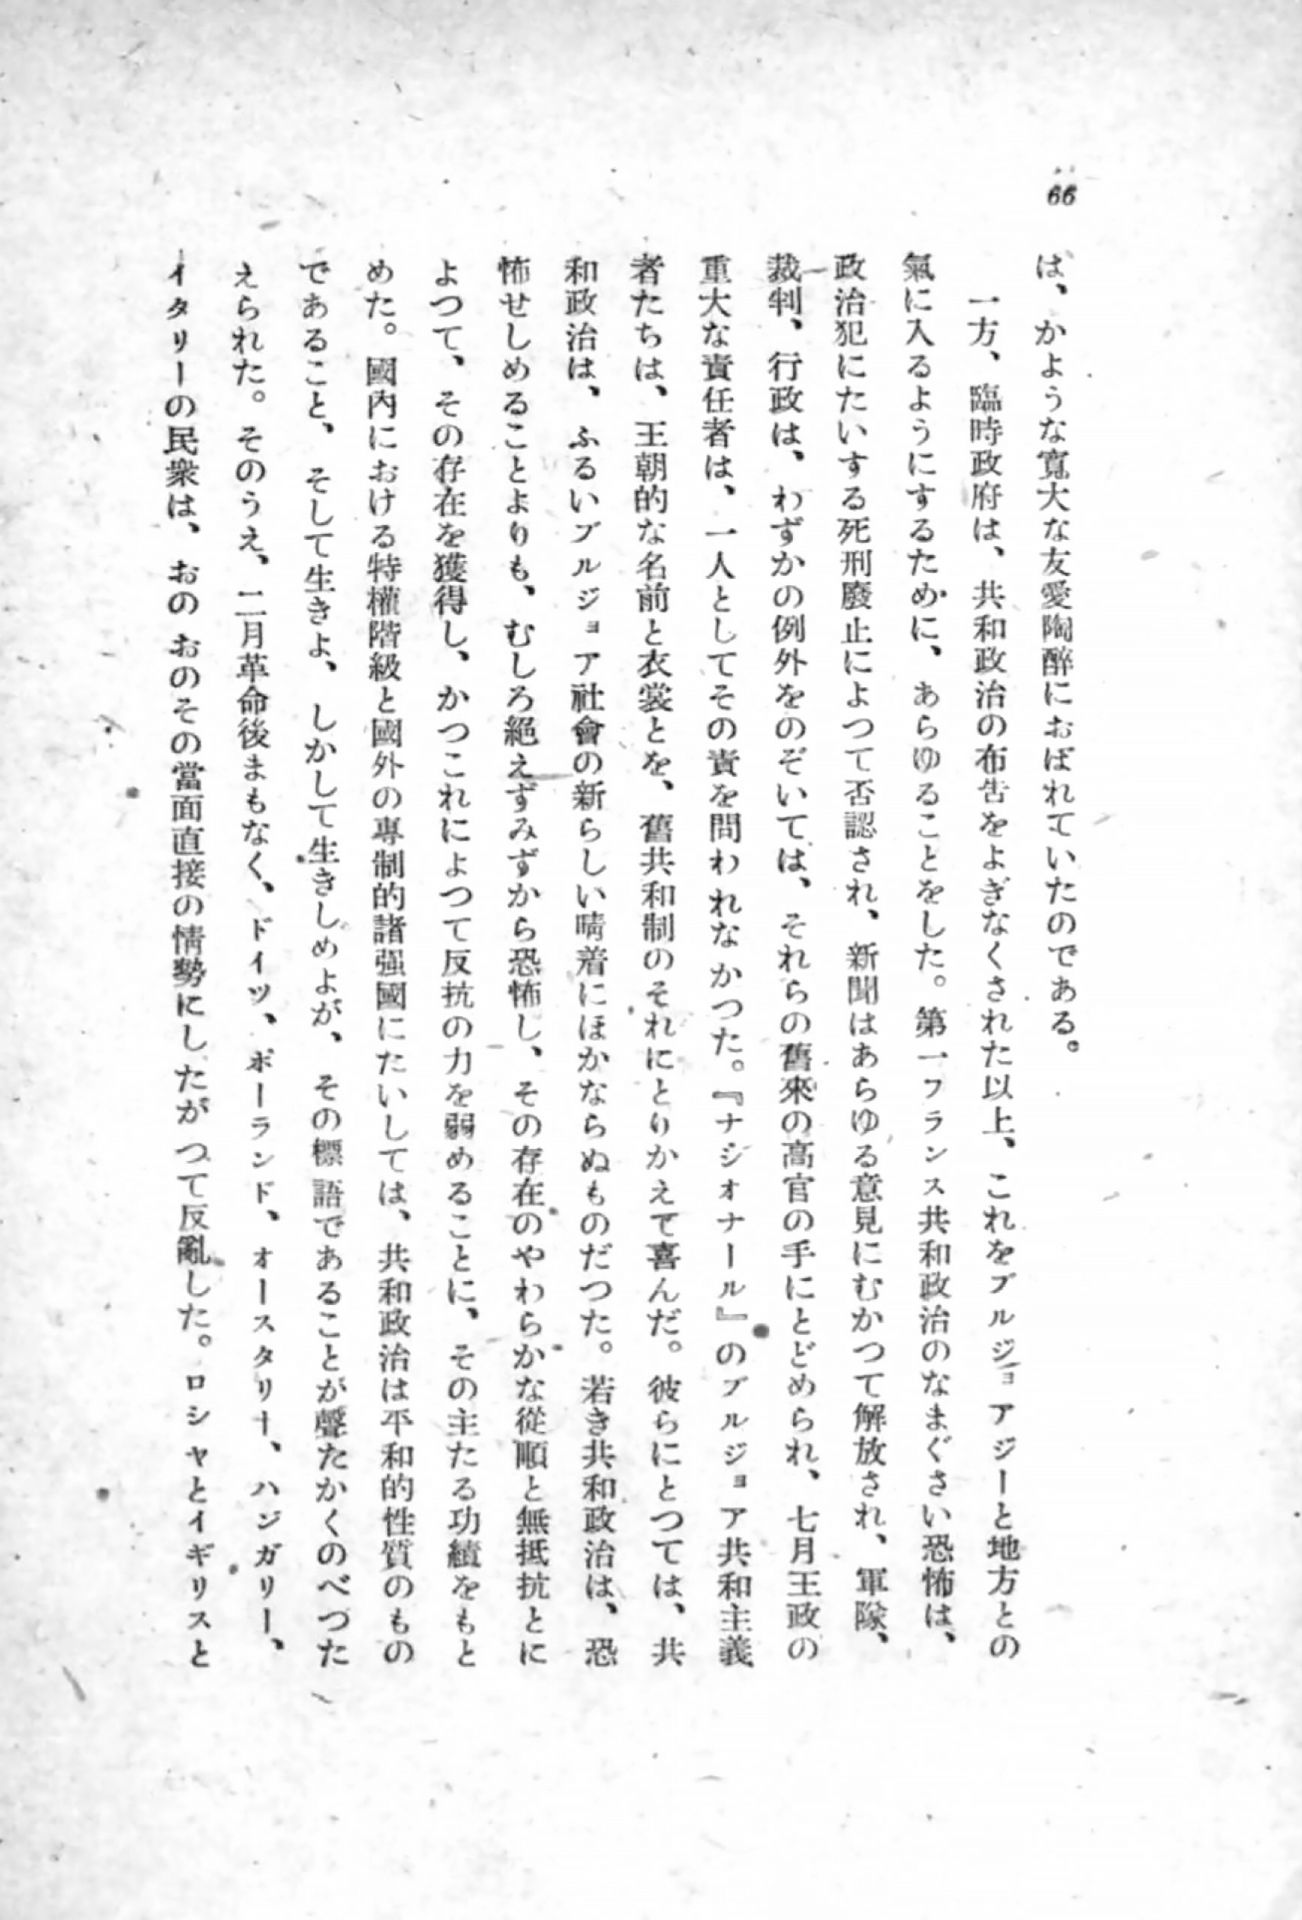 66
ば、かような寬大な友愛陶醉におぼれていたのである。
一方、臨時政府は、共和政治の布告をよぎなくされた以上、これをブルジョアジーと地方との
氣に入るようにするために、あらゆることをした。第一フランス共和政治のなまぐさい恐怖は、
政治犯にたいする死刑廢止によつて否認され、新聞はあらゆる意見にむかつて解放され、軍隊、
裁判、行政は、わずかの例外をのぞいては、それらの舊來の高官の手にとどめられ、七月王政の
重大な責任者は、一人としてその責を問われなかつた。『ナシオナール』のブルジョア共和主義
者たちは、王朝的な名前と衣裳とを、舊共和制のそれにとりかえて喜んだ。彼らにとつては、共
和政治は、ふるいブルジョア社會の新らしい晴着にほかならぬものだつた。若き共和政治は、恐
怖せしめることよりも、むしろ絕えずみずから恐怖し、その存在のやわらかな從順と無抵抗とに
よつて、その存在を獲得し、かつこれによつて反抗の力を弱めることに、その主たる功績をもと
めた。國內における特權階級と國外の專制的諸强國にたいしては、共和政治は平和的性質のもの
であること、そして生きよ、しかして生きしめよが、その標語であることが聲たかくのべつた
えられた。そのうえ、二月革命後まもなく、ドイツ、ポーランド、オースタリー、ハンガリー、
イタリーの民衆は、おのおのその當面直接の情勢にしたがつて反亂した。ロシヤとイギリスと